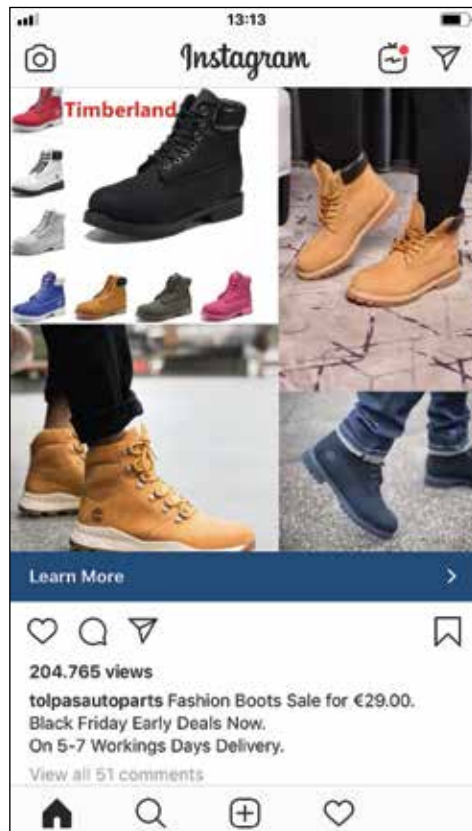 13:13
Instagram
Timberland
Learn More
204.765 views
tolpasautoparts Fashion Boots Sale for €29.00.
Black Friday Early Deals Now.
On 5-7 Workings Days Delivery.
View all 51 comments